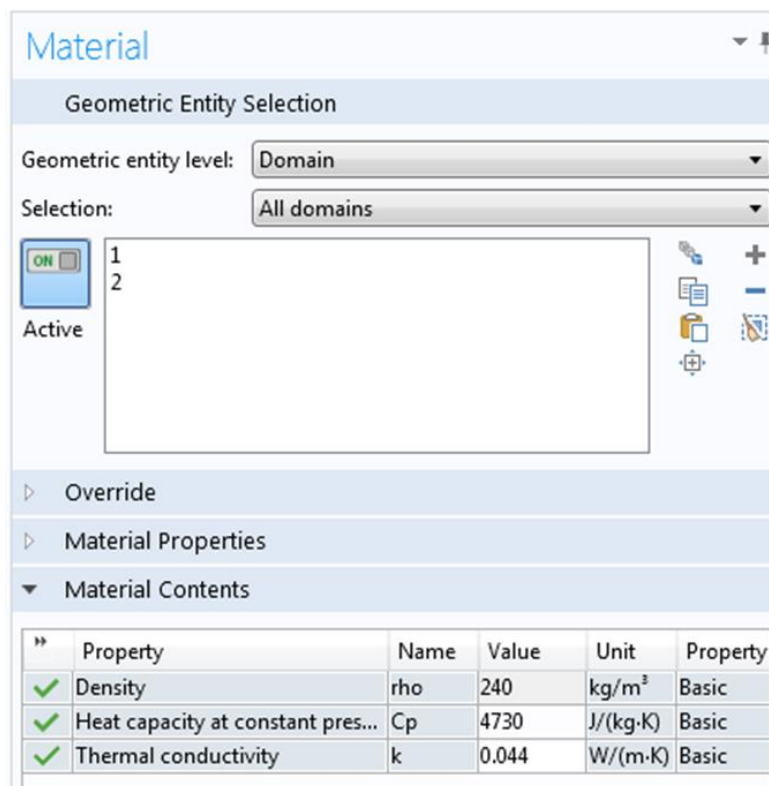 Material
Geometric Entity Selection
Geometric entity level: Domain
Selection: All domains
ON
1
2
Active
Override
Material Properties
Material Contents
Property Name Value Unit Property
Density rho 240 kg/m³ Basic
Heat capacity at constant pres... Cp 4730 J/(kg·K) Basic
Thermal conductivity k 0.044 W/(m·K) Basic